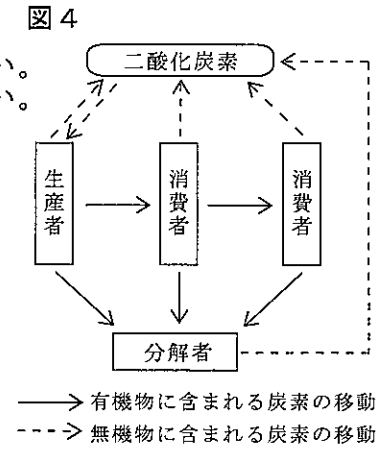 図4
い。
い。
二酸化炭素
生産者
消費者
消費者
分解者
有機物に含まれる炭素の移動
無機物に含まれる炭素の移動